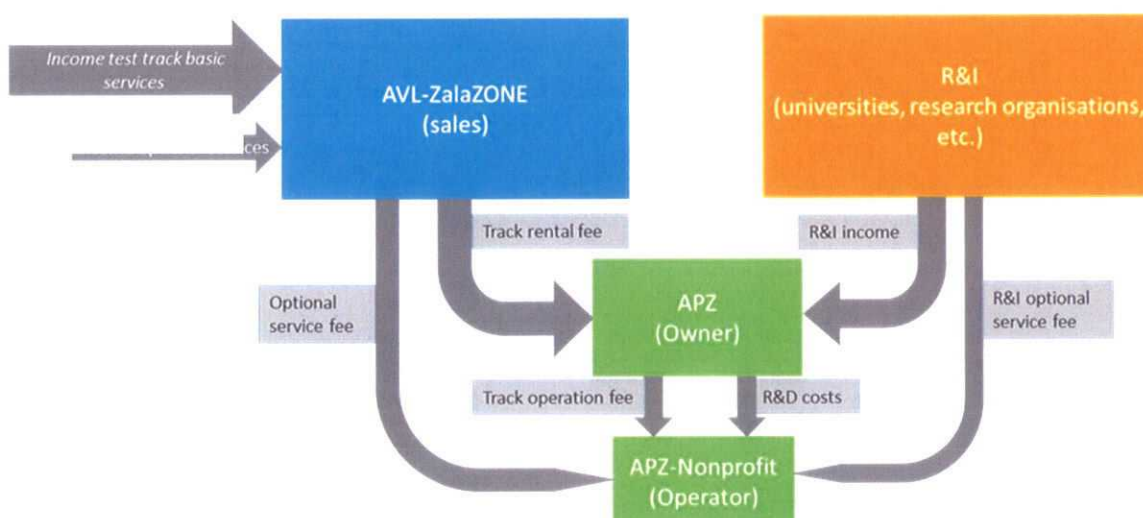 Income test track basic
services
ces
AVL-ZalaZONE
(sales)
R&I
(universities, research organisations,
etc.)
Track rental fee
R&I income
Optional
service fee
APZ
(Owner)
R&I optional
service fee
Track operation fee
R&D costs
APZ-Nonprofit
(Operator)